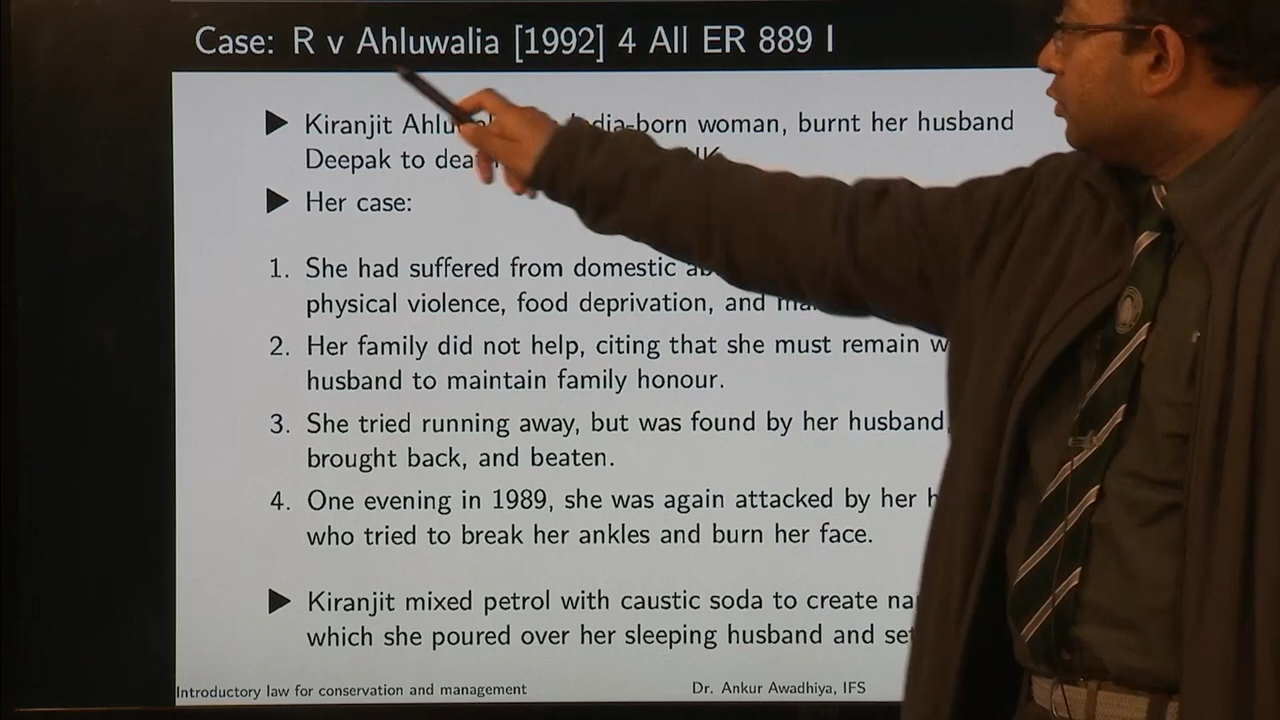 Case: R v Ahluwalia [1992] 4 All ER 889 I
Kiranjit born woman, burnt her husband
Deepak to
Her case:
1. She had suffered from domestic
physical violence, food deprivation, and
2. Her family did not help, citing that she must remain
husband to maintain family honour.
3. She tried running away, but was found by her husband,
brought back, and beaten.
4. One evening in 1989, she was again attacked by her
who tried to break her ankles and burn her face.
Kiranjit mixed petrol with caustic soda to create
which she poured over her sleeping husband and
Introductory law for conservation and management
Dr. Ankur Awadhiya, IFS